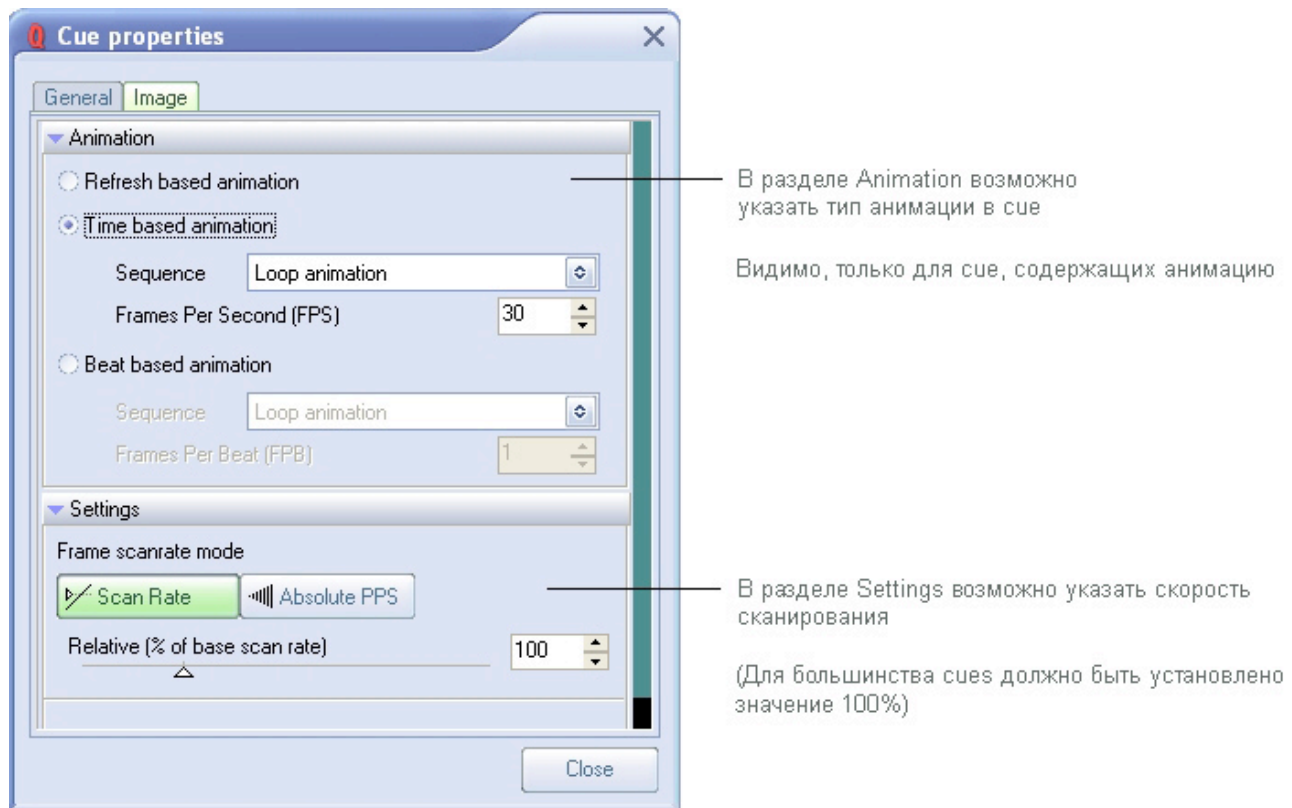 Cue properties
General Image
Animation
Refresh based animation
Time based animation
Sequence Loop animation
Frames Per Second (FPS) 30
Beat based animation
Sequence Loop animation
Frames Per Beat (FPB) 1
Settings
Frame scanrate mode
Scan Rate Absolute PPS
Relative (% of base scan rate) 100
Close
В разделе Animation возможно
указать тип анимации в cue
Видимо, только для cue, содержащих анимацию
В разделе Settings возможно указать скорость
сканирования
(Для большинства cues должно быть установлено
значение 100%)